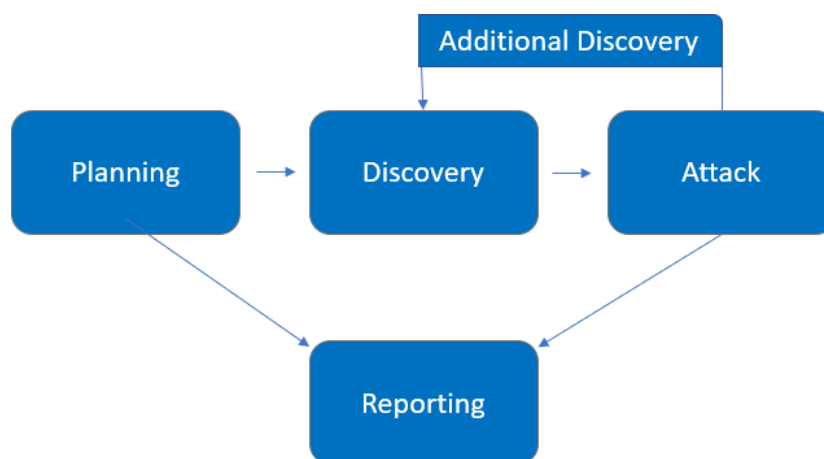 Additional Discovery
Planning
Discovery
Attack
Reporting